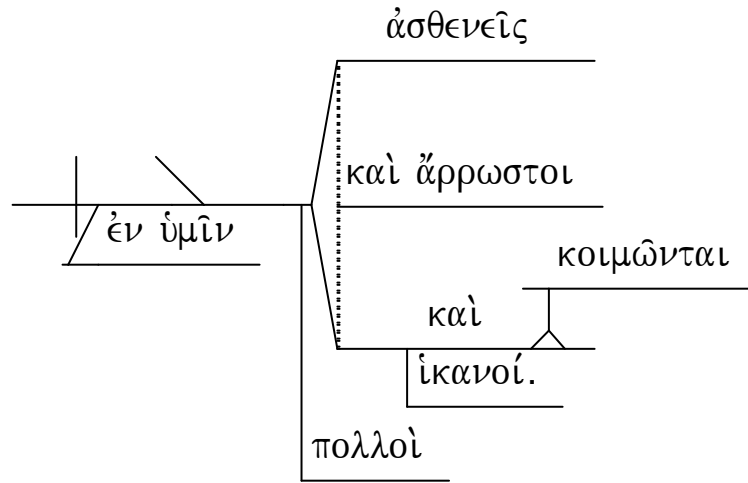 ἀσθενεῖς
καὶ ἄρρωστοι
ἐν ὑμῖν
κοιμῶνται
καὶ
ἱκανοί.
πολλοὶ